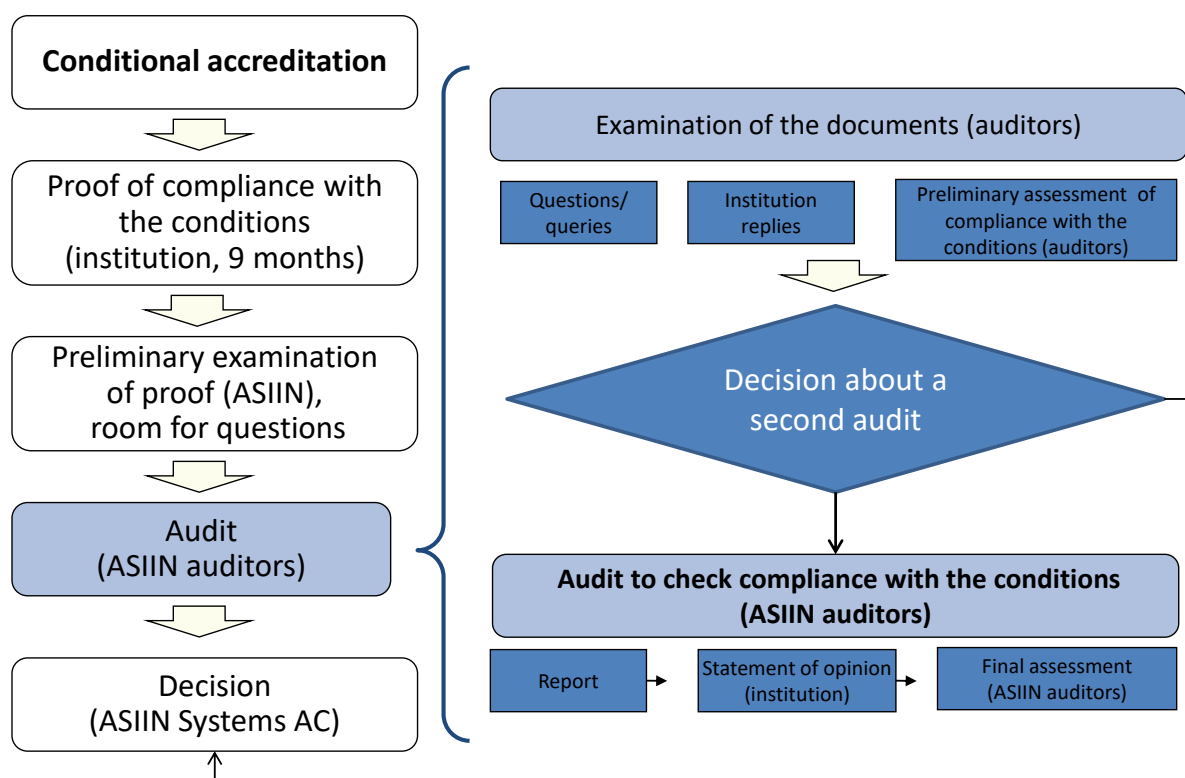 Conditional accreditation
Proof of compliance with
the conditions
(institution, 9 months)
Preliminary examination
of proof (ASIIN),
room for questions
Audit
(ASIIN auditors)
Decision
(ASIIN Systems AC)
Examination of the documents (auditors)
Questions/
queries
Institution
replies
Preliminary assessment of
compliance with the
conditions (auditors)
Decision about a
second audit
Audit to check compliance with the conditions
(ASIIN auditors)
Report
Statement of opinion
(institution)
Final assessment
(ASIIN auditors)